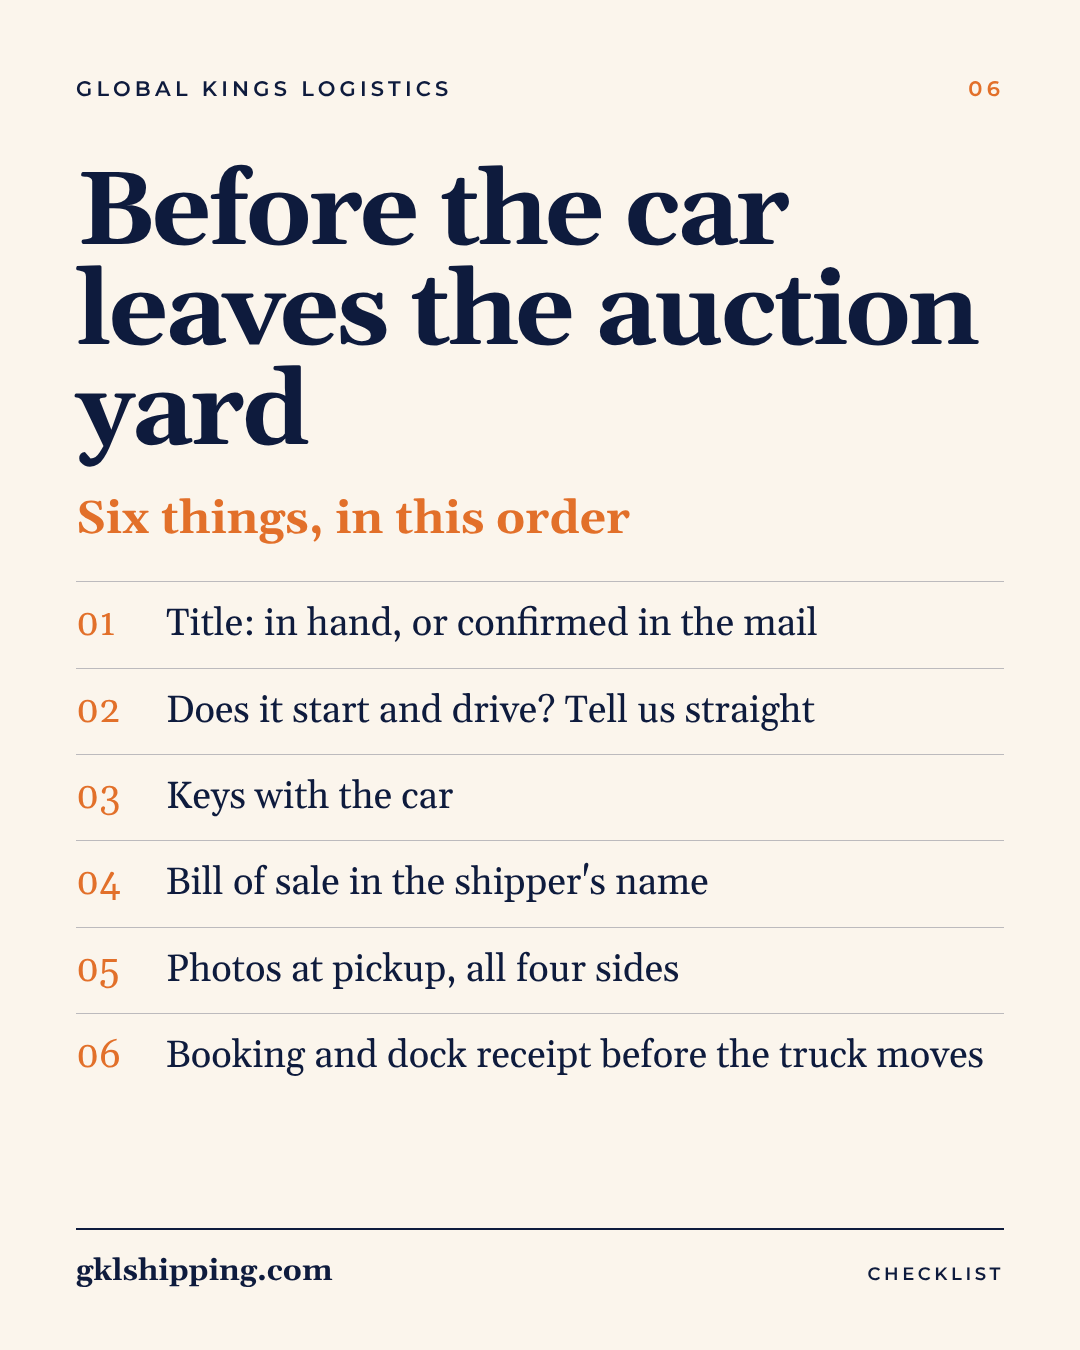 GLOBAL KINGS LOGISTICS 06
Before the car
leaves the auction
yard
Six things, in this order
01 Title: in hand, or confirmed in the mail
02 Does it start and drive? Tell us straight
03 Keys with the car
04 Bill of sale in the shipper's name
05 Photos at pickup, all four sides
06 Booking and dock receipt before the truck moves
gklshipping.com CHECKLIST